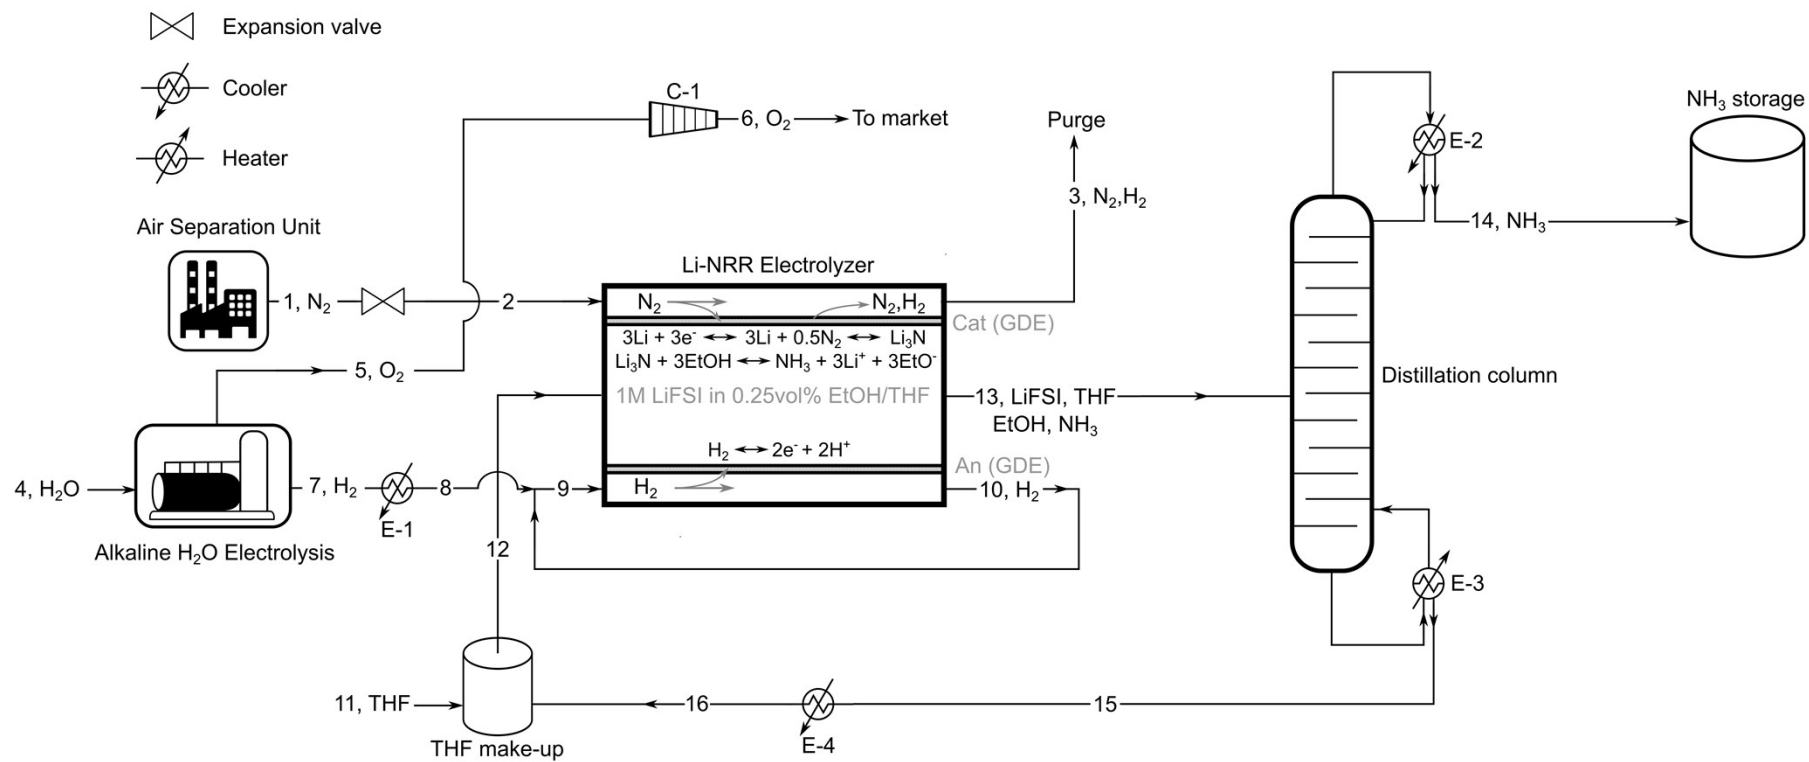 Expansion valve
Cooler
Heater
C-1
6, O₂
To market
Purge
3, N₂,H₂
NH₃ storage
E-2
14, NH₃
Air Separation Unit
1, N₂
2
Li-NRR Electrolyzer
N₂
N₂,H₂
Cat (GDE)
3Li + 3e⁻ ↔ 3Li + 0.5N₂ ↔ Li₃N
Li₃N + 3EtOH ↔ NH₃ + 3Li⁺ + 3EtO⁻
1M LiFSI in 0.25vol% EtOH/THF
H₂ ↔ 2e⁻ + 2H⁺
An (GDE)
H₂
5, O₂
13, LiFSI, THF
EtOH, NH₃
Distillation column
4, H₂O
7, H₂
8
9
10, H₂
E-1
Alkaline H₂O Electrolysis
12
E-3
11, THF
16
15
THF make-up
E-4